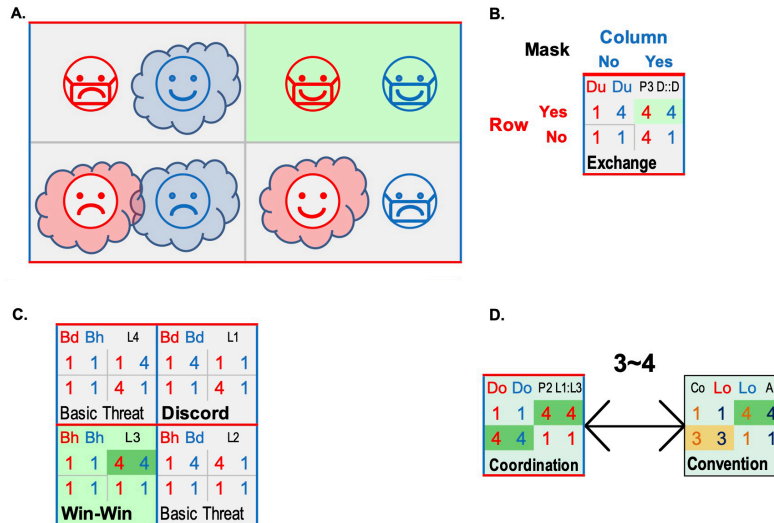 A.
B.
Column
Mask
No Yes
Du Du P3 D::D
Row
Yes
1 4 4 4
No
1 1 4 1
Exchange
C.
Bd Bh L4
1 1 1 4
1 1 4 1
Basic Threat
Bd Bd L1
1 4 1 1
1 1 4 1
Discord
Bh Bh L3
1 1 4 4
1 1 1 1
Win-Win
Bh Bd L2
1 4 4 1
1 1 1 1
Basic Threat
D.
3~4
Do Do P2 L1:L3
1 1 4 4
4 4 1 1
Coordination
Co Lo Lo A
1 1 4 4
3 3 1 1
Convention